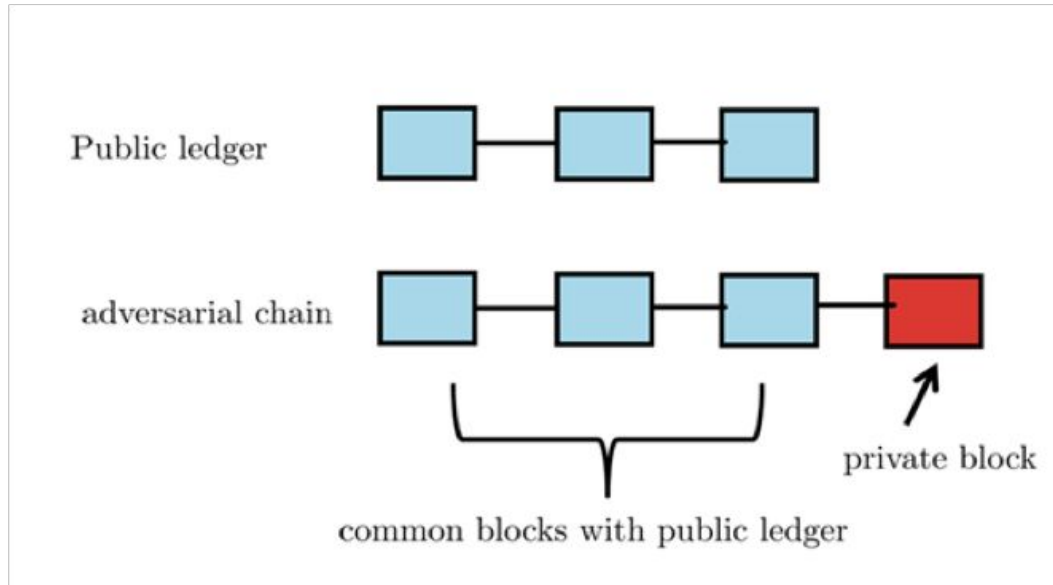 Public ledger
adversarial chain
private block
common blocks with public ledger